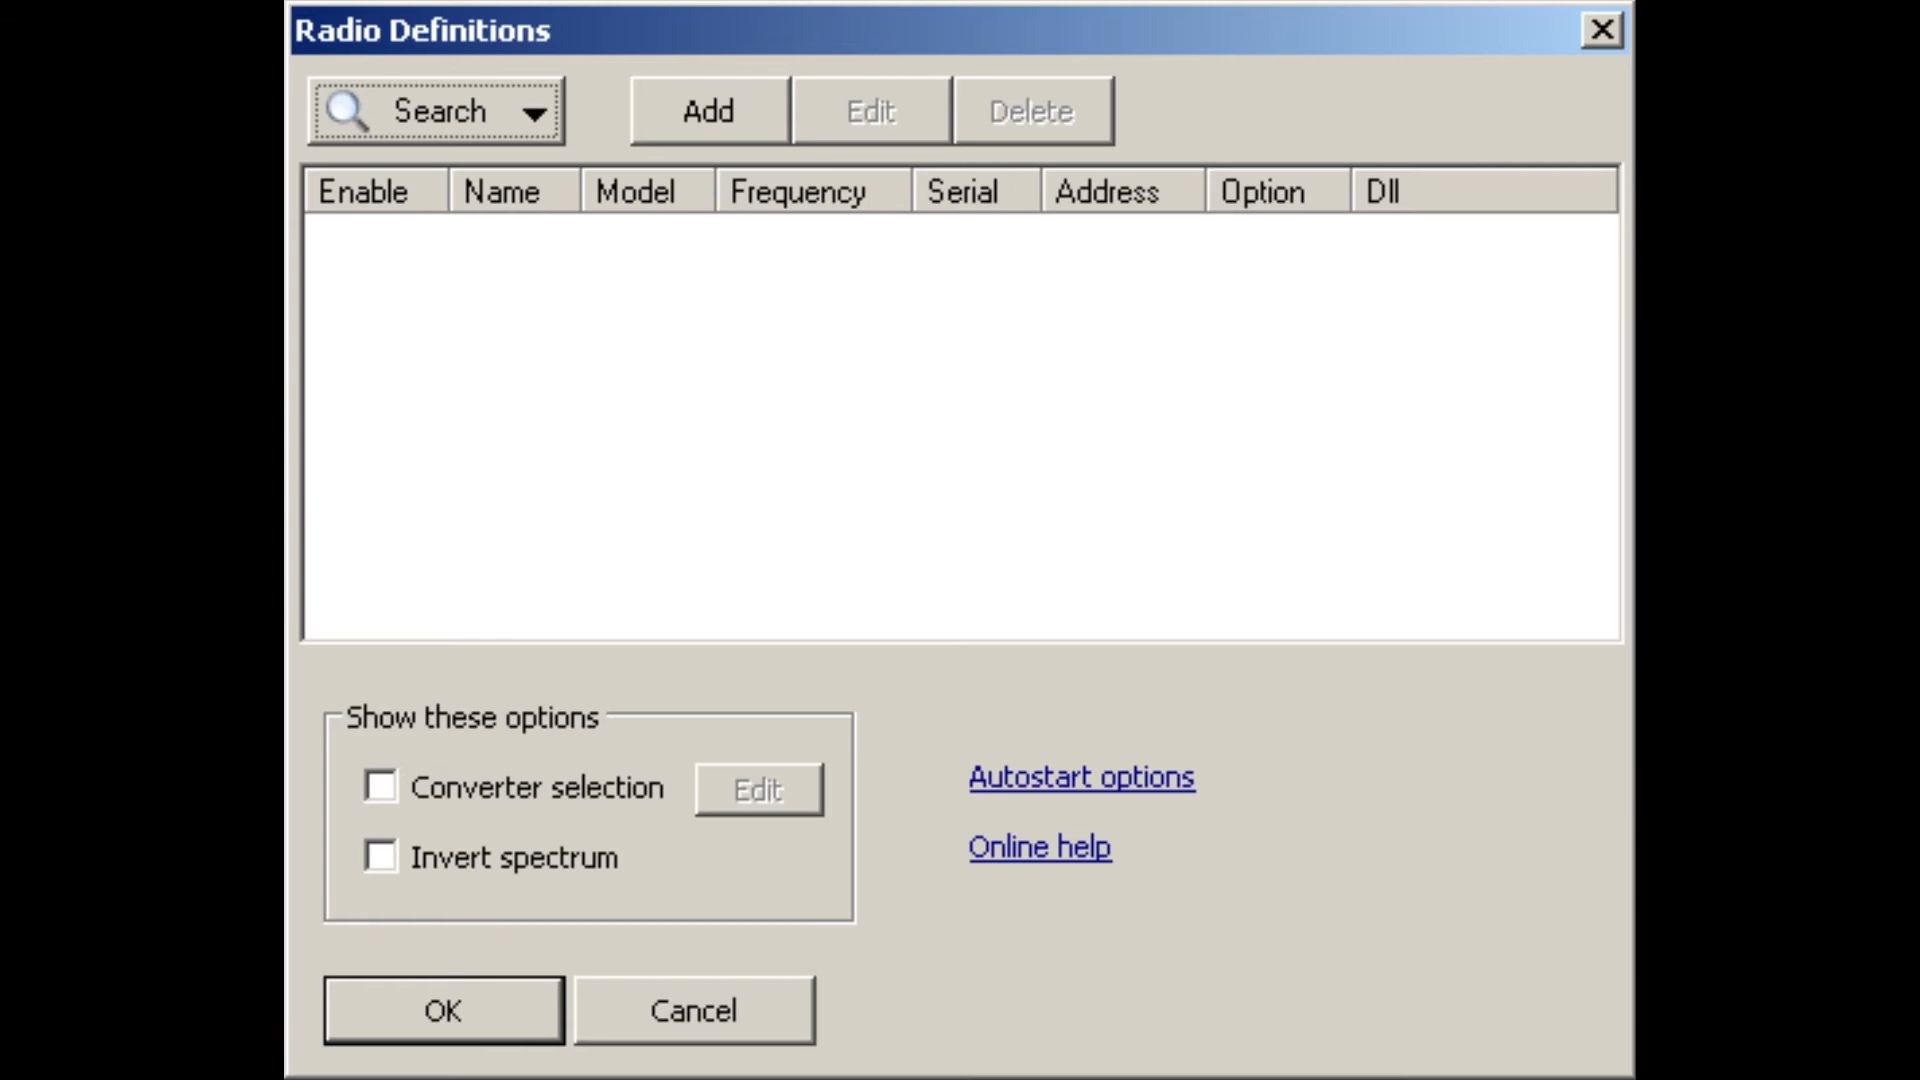 Radio Definitions
Search Add Edit Delete
Enable Name Model Frequency Serial Address Option Dll
Show these options
Converter selection Edit
Invert spectrum
Autostart options
Online help
OK Cancel